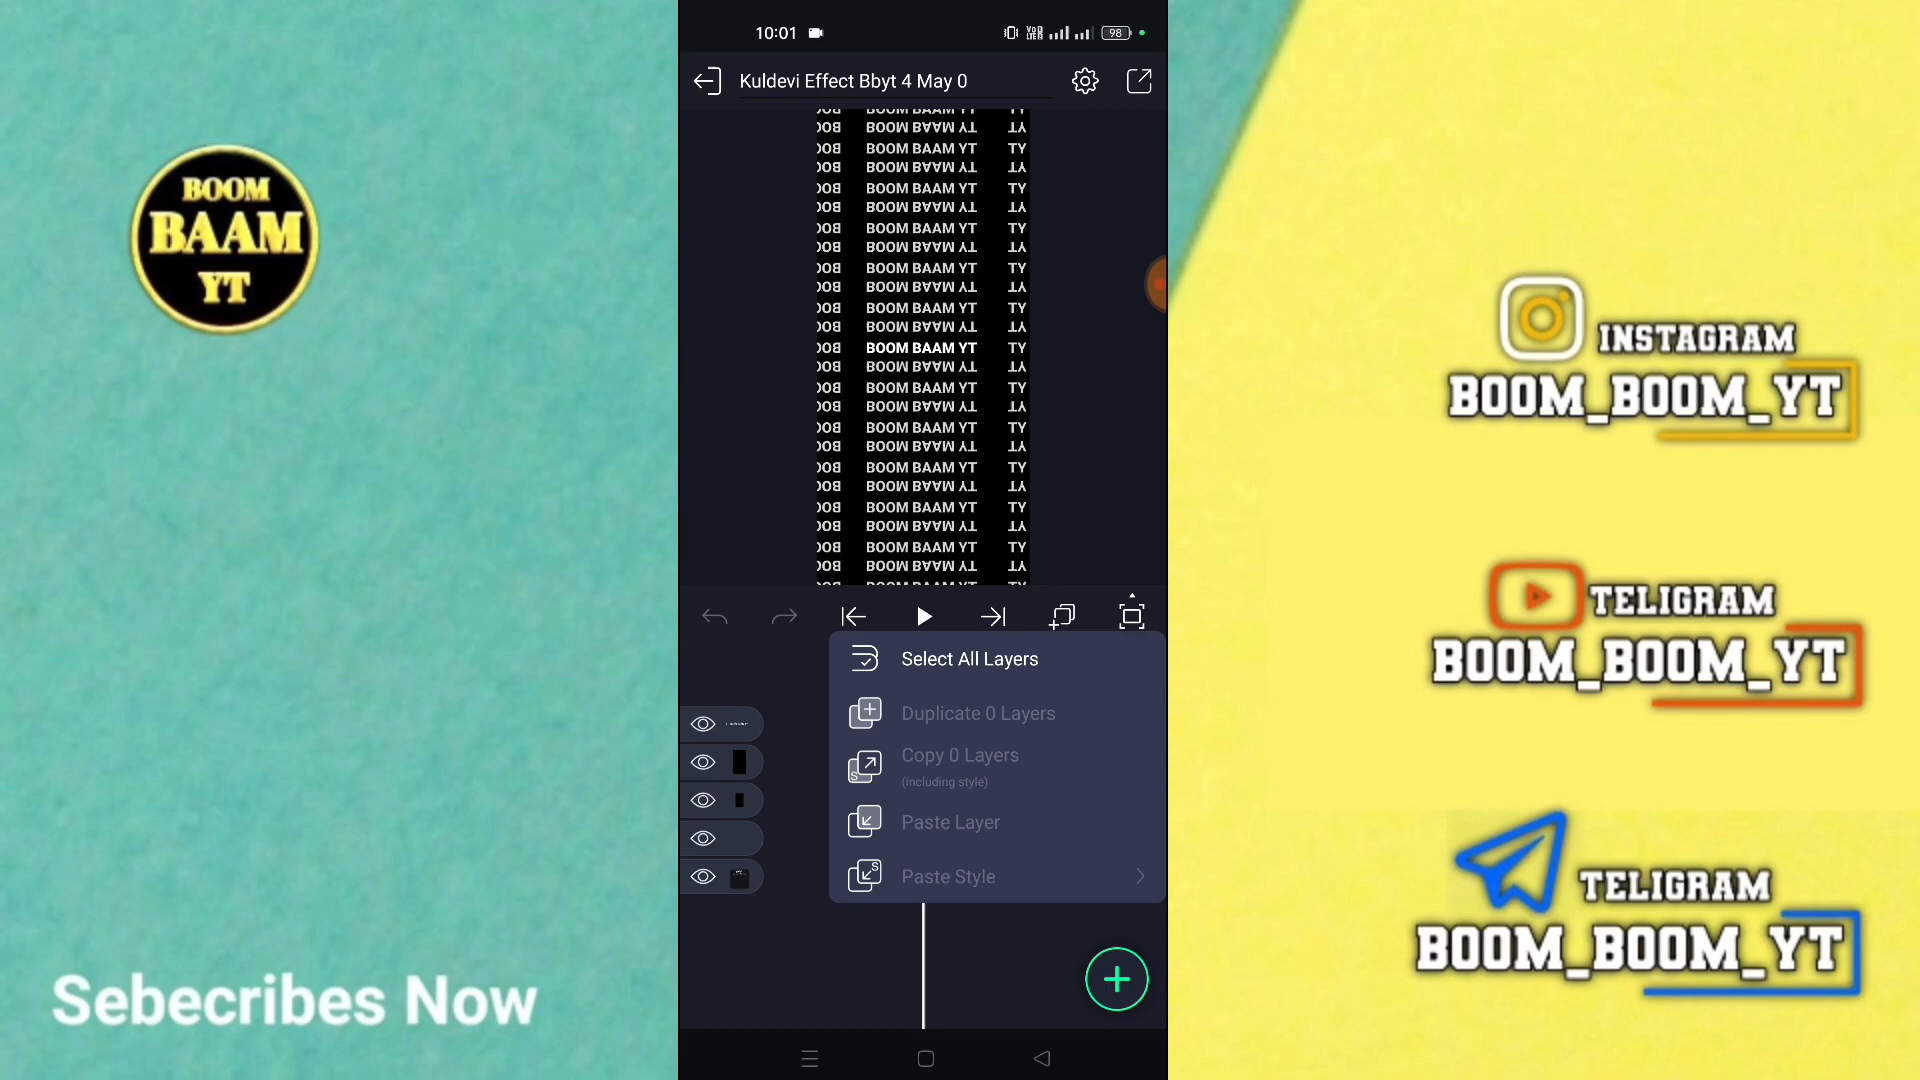 BOOM
BAAM
YT
Sebecribes Now
10:01
98
Kuldevi Effect Bbyt 4 May 0
BOOM BAAM YT
BOOM BAAM YT
BOOM BAAM YT
BOOM BAAM YT
BOOM BAAM YT
BOOM BAAM YT
BOOM BAAM YT
BOOM BAAM YT
BOOM BAAM YT
BOOM BAAM YT
BOOM BAAM YT
Select All Layers
Duplicate 0 Layers
Copy 0 Layers
(including style)
Paste Layer
Paste Style
INSTAGRAM
BOOM_BOOM_YT
TELIGRAM
BOOM_BOOM_YT
TELIGRAM
BOOM_BOOM_YT